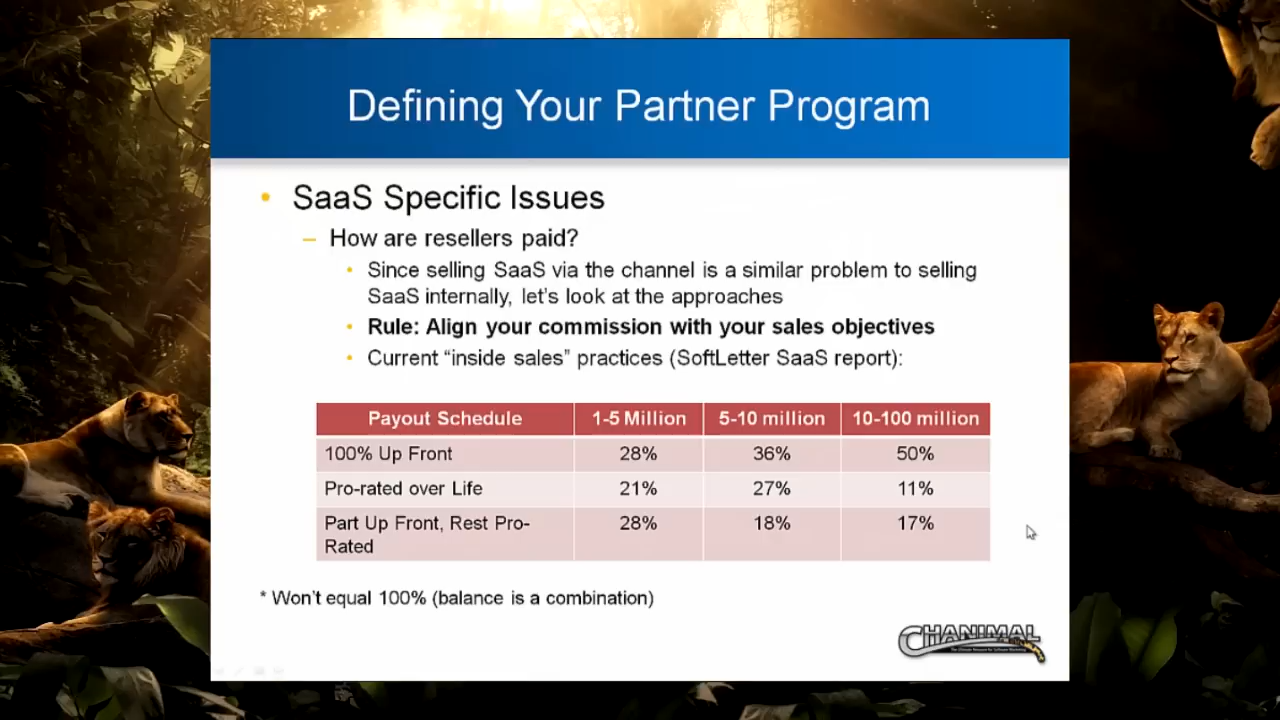 Defining Your Partner Program
• SaaS Specific Issues
– How are resellers paid?
• Since selling SaaS via the channel is a similar problem to selling
SaaS internally, let's look at the approaches
• Rule: Align your commission with your sales objectives
• Current “inside sales” practices (SoftLetter SaaS report):
Payout Schedule 1-5 Million 5-10 million 10-100 million
100% Up Front 28% 36% 50%
Pro-rated over Life 21% 27% 11%
Part Up Front, Rest Pro- 28% 18% 17%
Rated
* Won't equal 100% (balance is a combination)
CHANIMAL